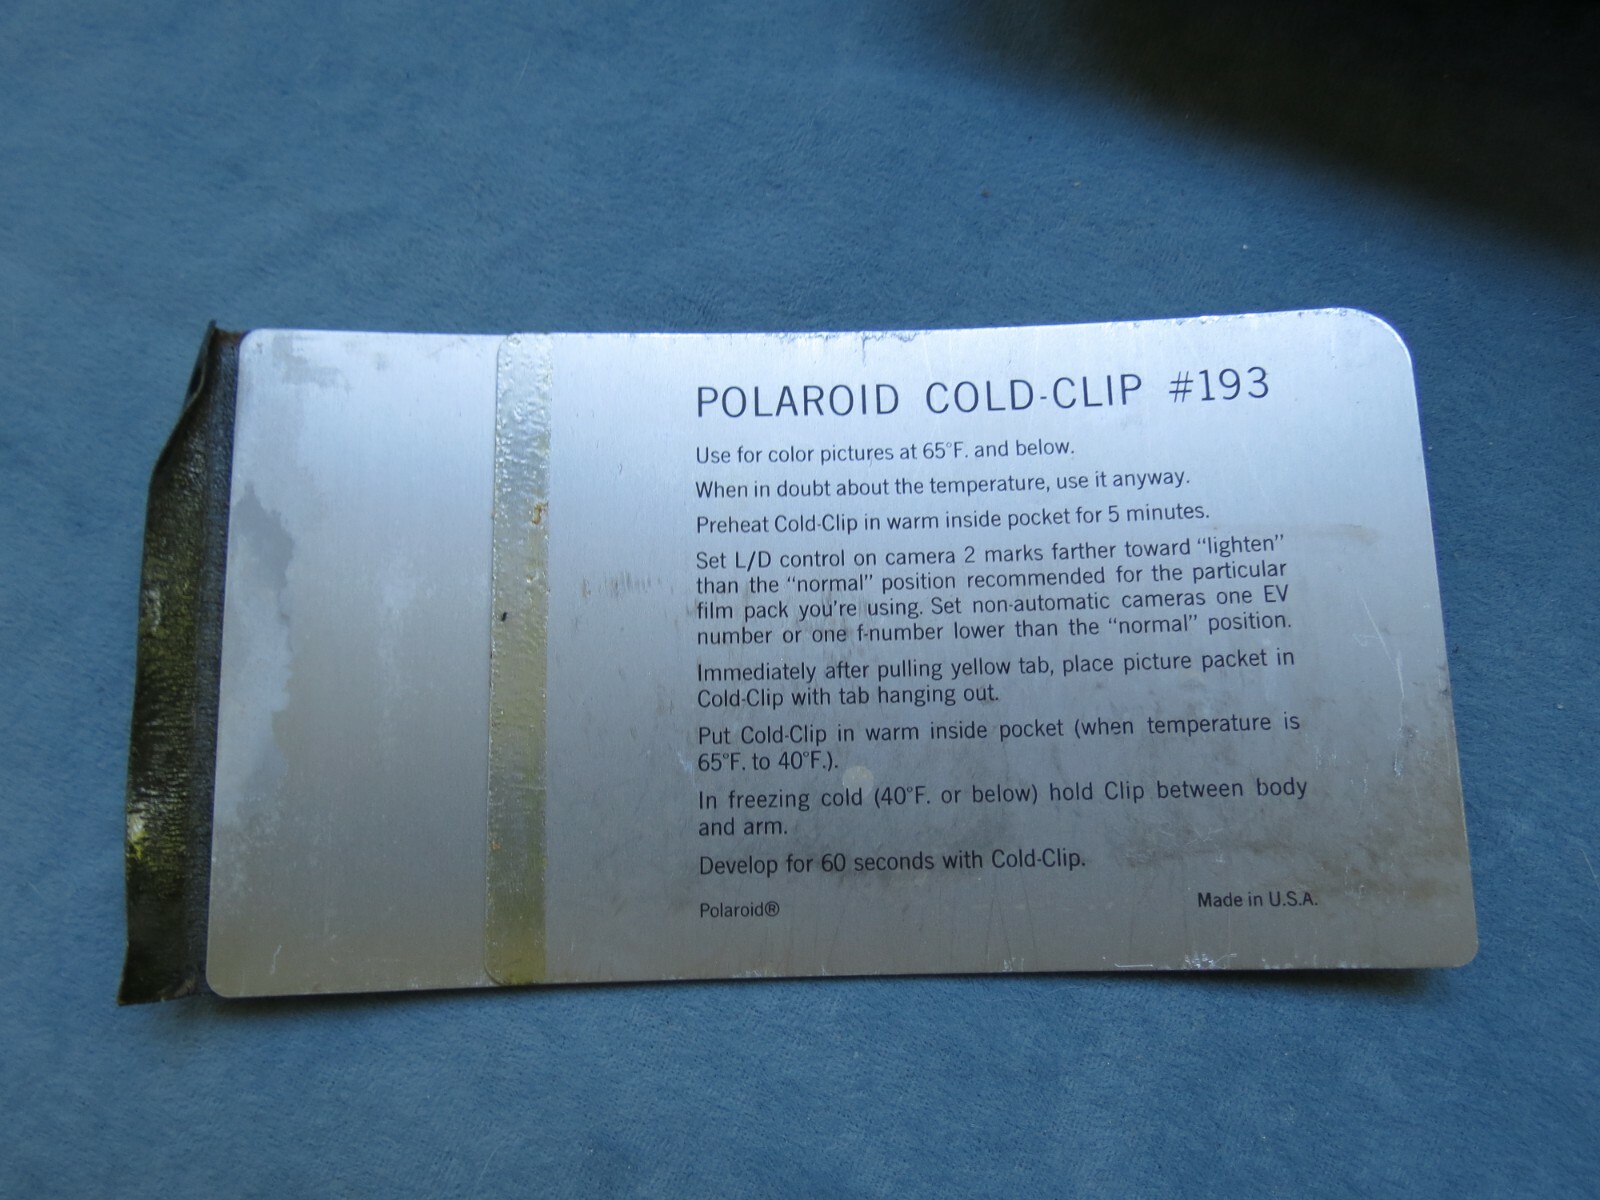 POLAROID COLD-CLIP #193
Use for color pictures at 65°F. and below.
When in doubt about the temperature, use it anyway.
Preheat Cold-Clip in warm inside pocket for 5 minutes.
Set L/D control on camera 2 marks farther toward “lighten”
than the “normal” position recommended for the particular
film pack you're using. Set non-automatic cameras one EV
number or one f-number lower than the “normal” position.
Immediately after pulling yellow tab, place picture packet in
Cold-Clip with tab hanging out.
Put Cold-Clip in warm inside pocket (when temperature is
65°F. to 40°F.).
In freezing cold (40°F. or below) hold Clip between body
and arm.
Develop for 60 seconds with Cold-Clip.
Polaroid® Made in U.S.A.